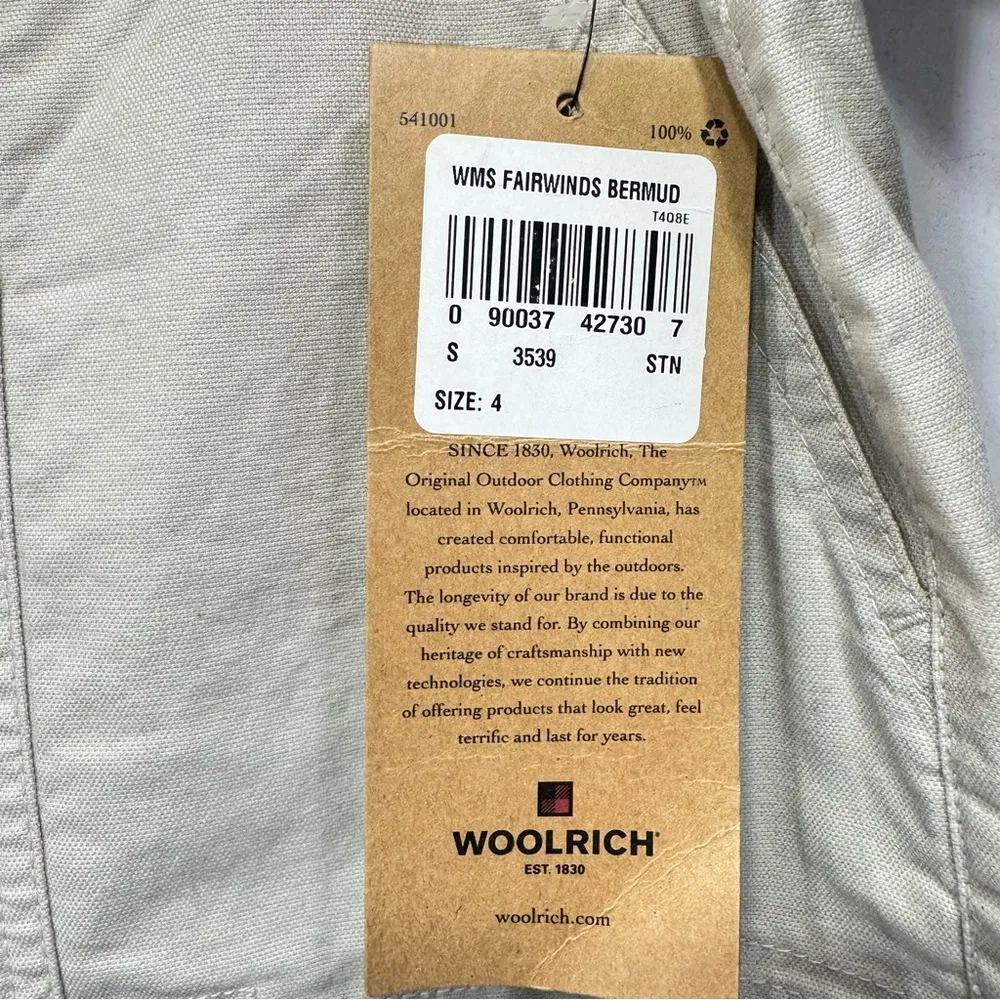 541001
100%
WMS FAIRWINDS BERMUD
T408E
0 90037 42730 7
S 3539 STN
SIZE: 4
SINCE 1830, Woolrich, The
Original Outdoor Clothing Company™
located in Woolrich, Pennsylvania, has
created comfortable, functional
products inspired by the outdoors.
The longevity of our brand is due to the
quality we stand for. By combining our
heritage of craftsmanship with new
technologies, we continue the tradition
of offering products that look great, feel
terrific and last for years.
WOOLRICH®
EST. 1830
woolrich.com